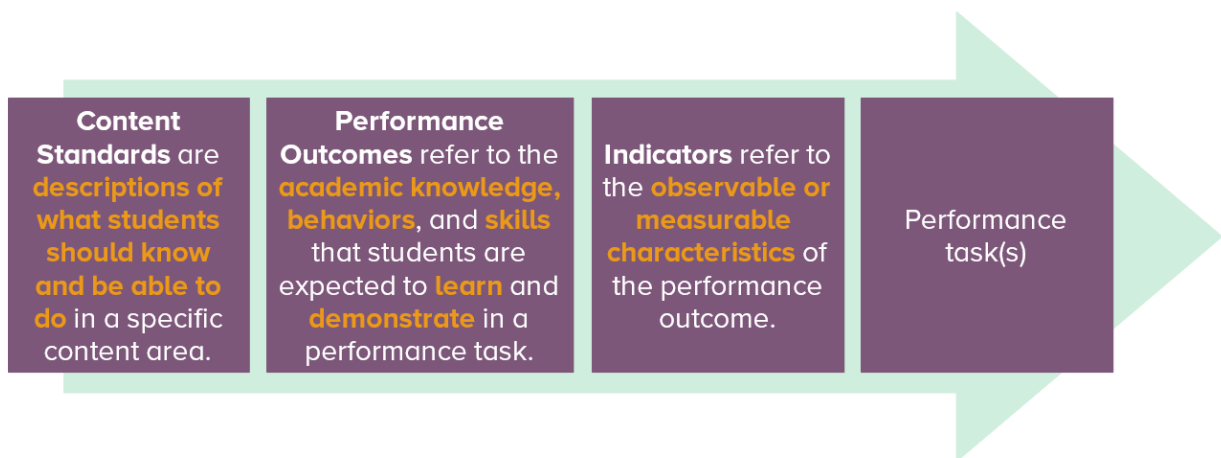 Content
Standards are
descriptions of
what students
should know
and be able to
do in a specific
content area.
Performance
Outcomes refer to the
academic knowledge,
behaviors, and skills
that students are
expected to learn and
demonstrate in a
performance task.
Indicators refer to
the observable or
measurable
characteristics of
the performance
outcome.
Performance
task(s)